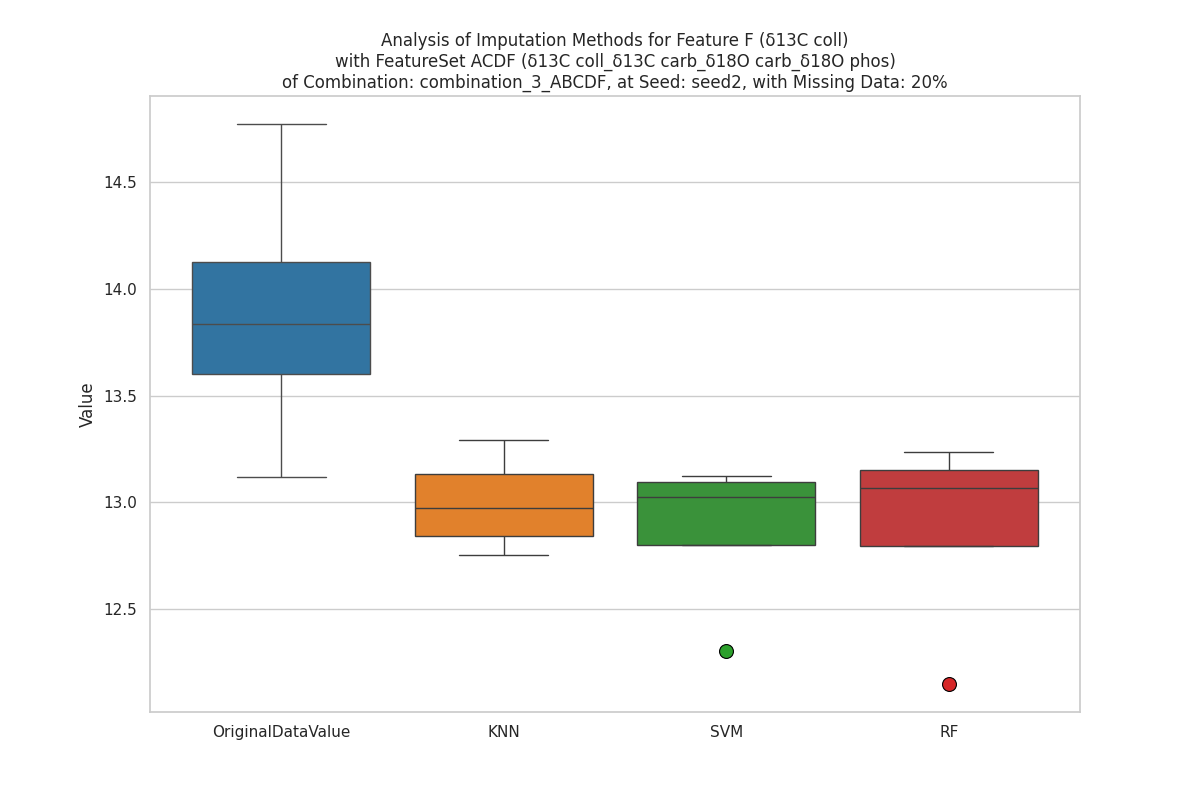 Analysis of Imputation Methods for Feature F (δ13C coll)
with FeatureSet ACDF (δ13C coll_δ13C carb_δ18O carb_δ18O phos)
of Combination: combination_3_ABCDF, at Seed: seed2, with Missing Data: 20%
14.5
14.0
13.5
13.0
12.5
Value
OriginalDataValue
KNN
SVM
RF